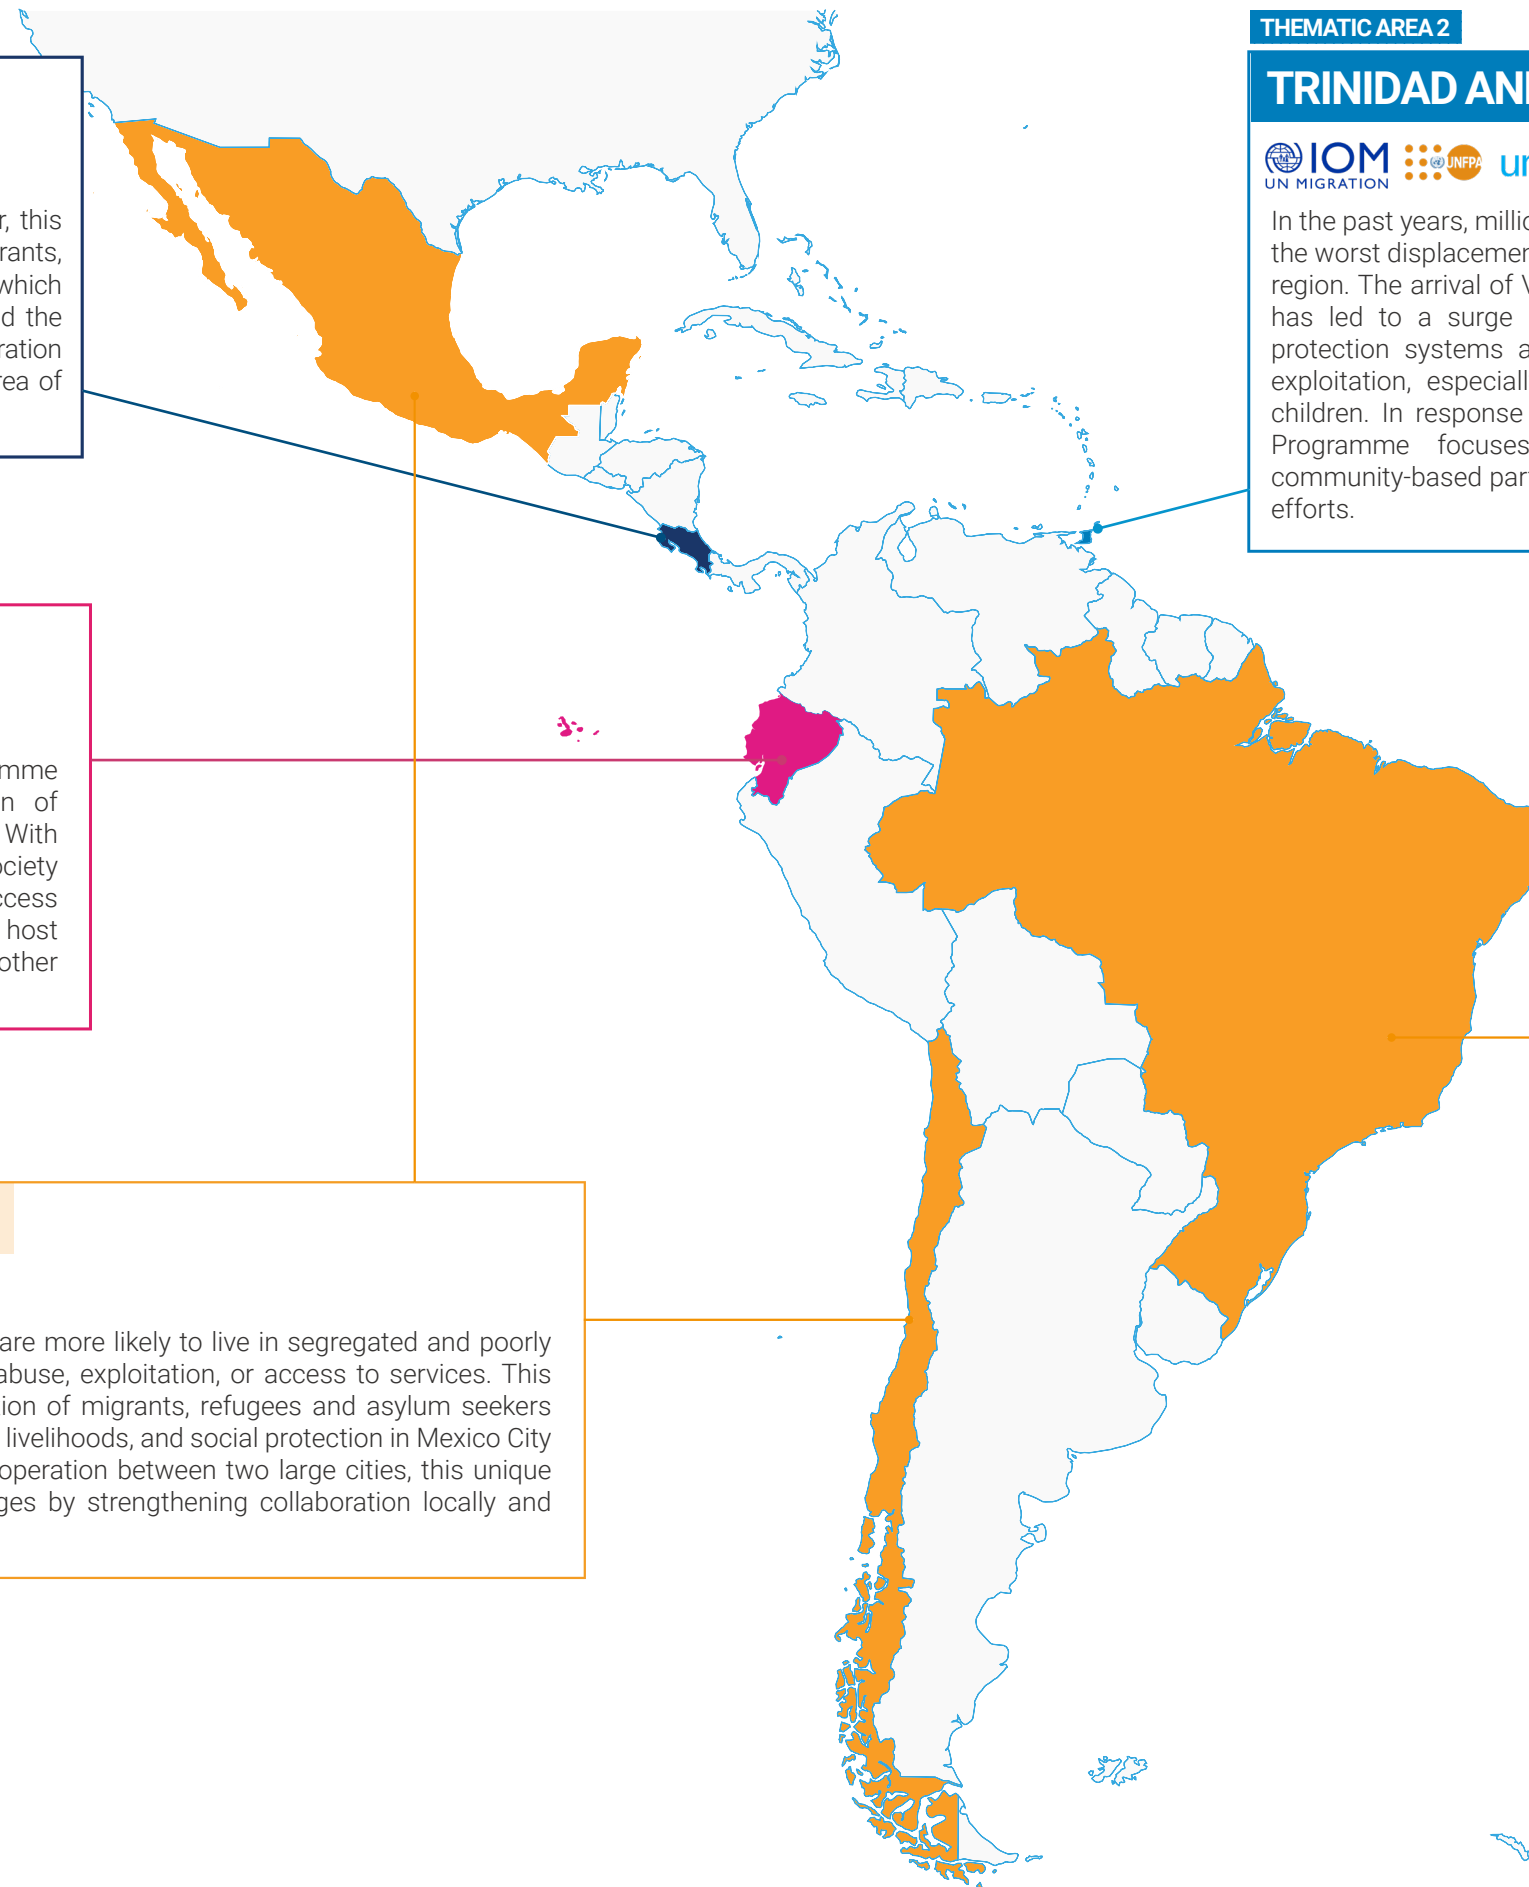 THEMATIC AREA 2
TRINIDAD AN
IOM
UN MIGRATION
UNFPA
In the past years, millio
the worst displacemen
region. The arrival of V
has led to a surge
protection systems a
exploitation, especiall
children. In response
Programme focuses
community-based part
efforts.
r, this
rants,
which
d the
ration
rea of
mme
n of
With
ociety
ccess
host
other
are more likely to live in segregated and poorly
abuse, exploitation, or access to services. This
tion of migrants, refugees and asylum seekers
livelihoods, and social protection in Mexico City
operation between two large cities, this unique
ges by strengthening collaboration locally and